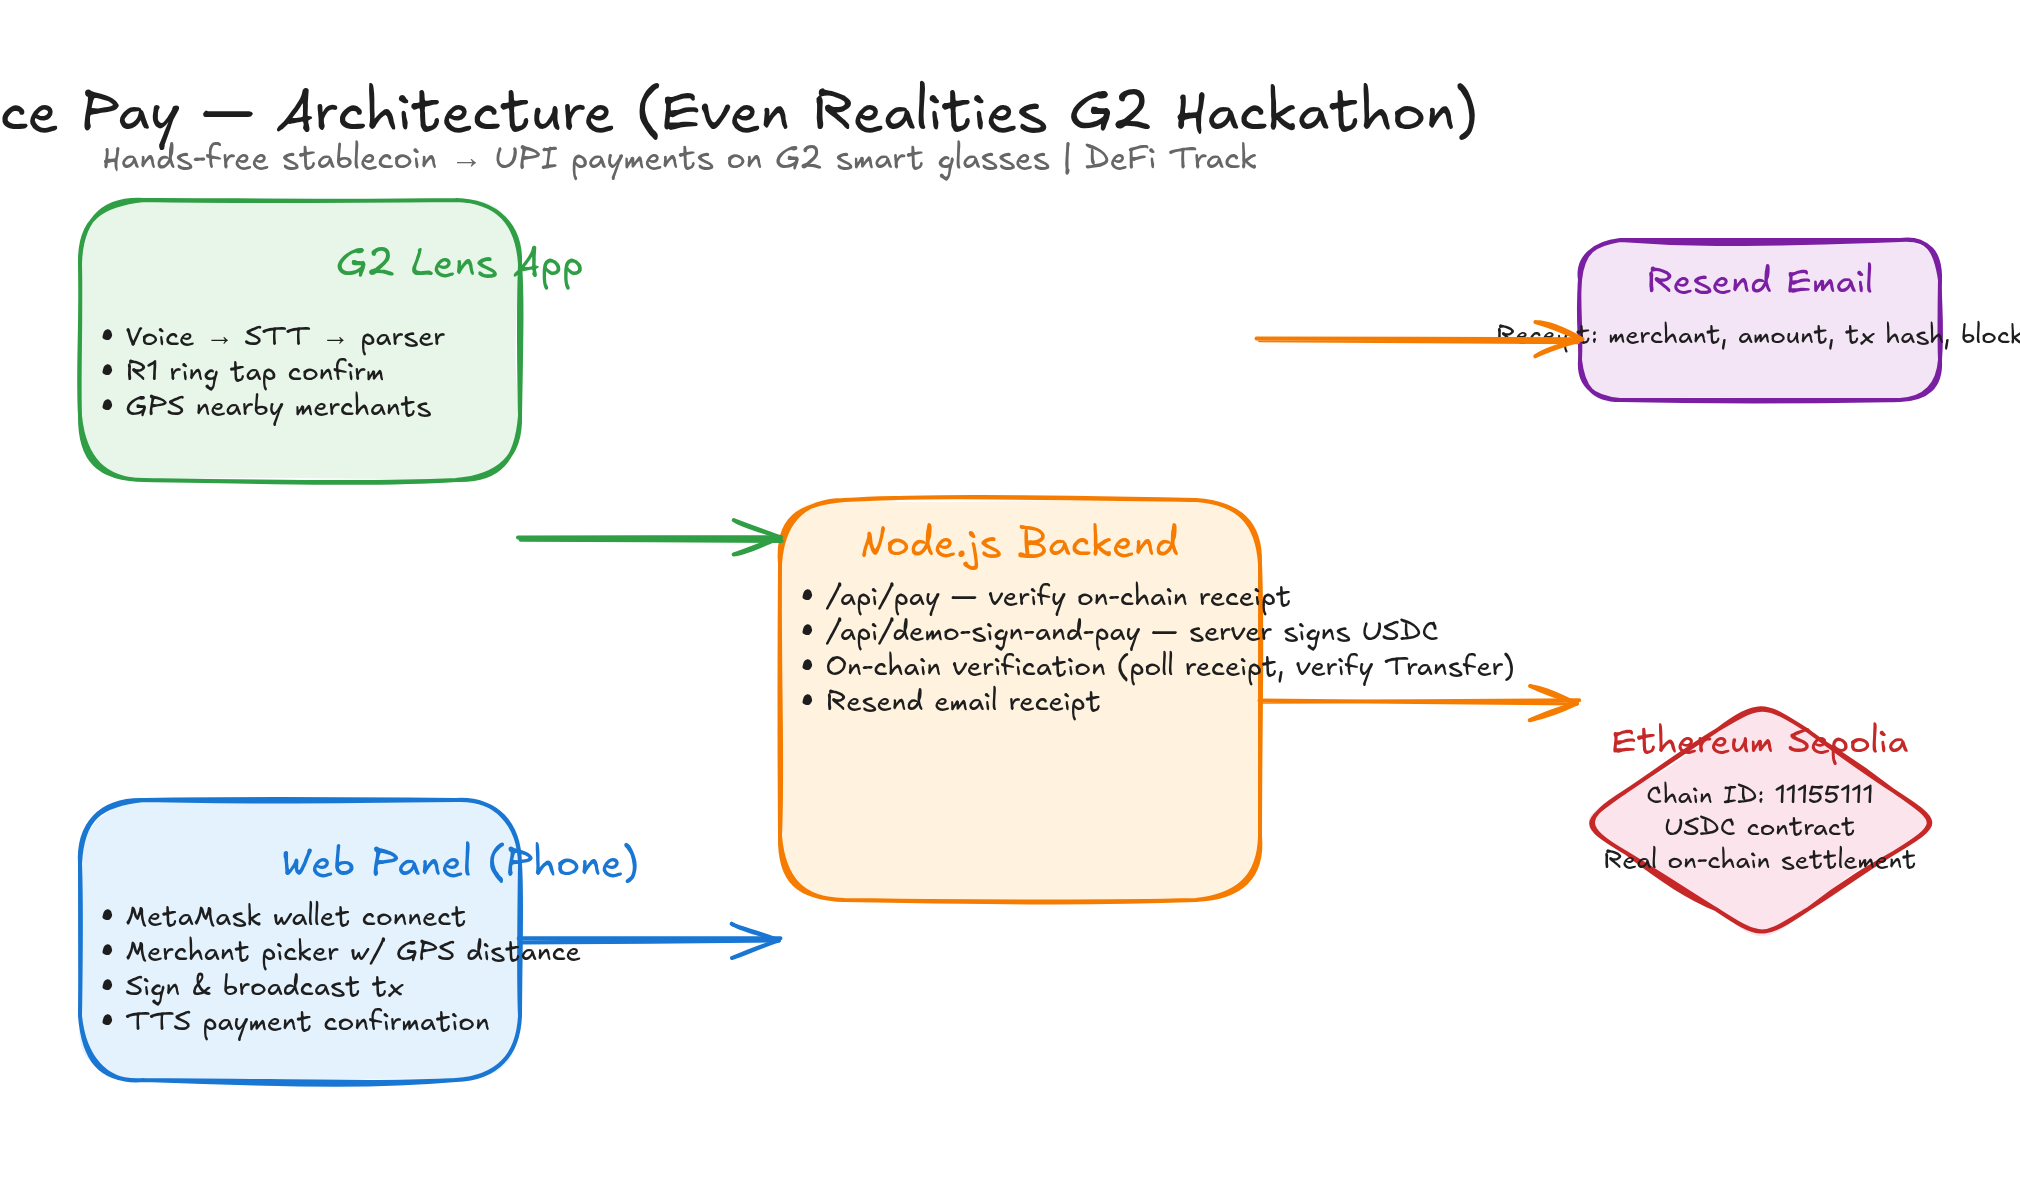 ce Pay — Architecture (Even Realities G2 Hackathon)
Hands-free stablecoin → UPI payments on G2 smart glasses | DeFi Track
G2 Lens App
• Voice → STT → parser
• R1 ring tap confirm
• GPS nearby merchants
Resend Email
Receipt: merchant, amount, tx hash, block
Node.js Backend
• /api/pay — verify on-chain receipt
• /api/demo-sign-and-pay — server signs USDC
• On-chain verification (poll receipt, verify Transfer)
• Resend email receipt
Ethereum Sepolia
Chain ID: 11155111
USDC contract
Real on-chain settlement
Web Panel (Phone)
• MetaMask wallet connect
• Merchant picker w/ GPS distance
• Sign & broadcast tx
• TTS payment confirmation